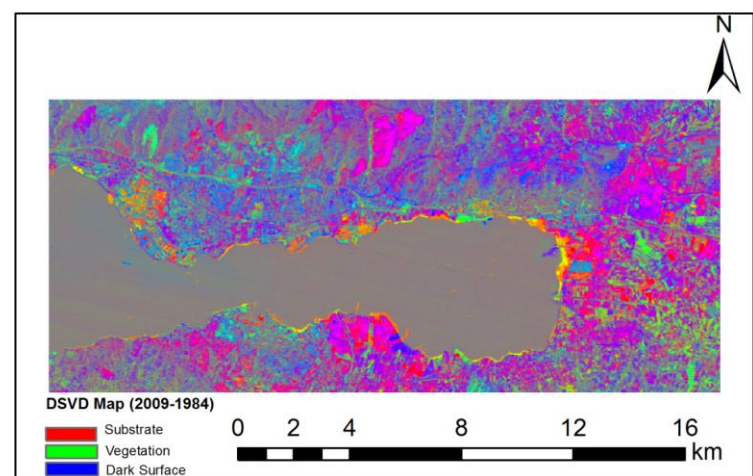 N
DSVD Map (2009-1984)
Substrate
Vegetation
Dark Surface
0 2 4 8 12 16
km